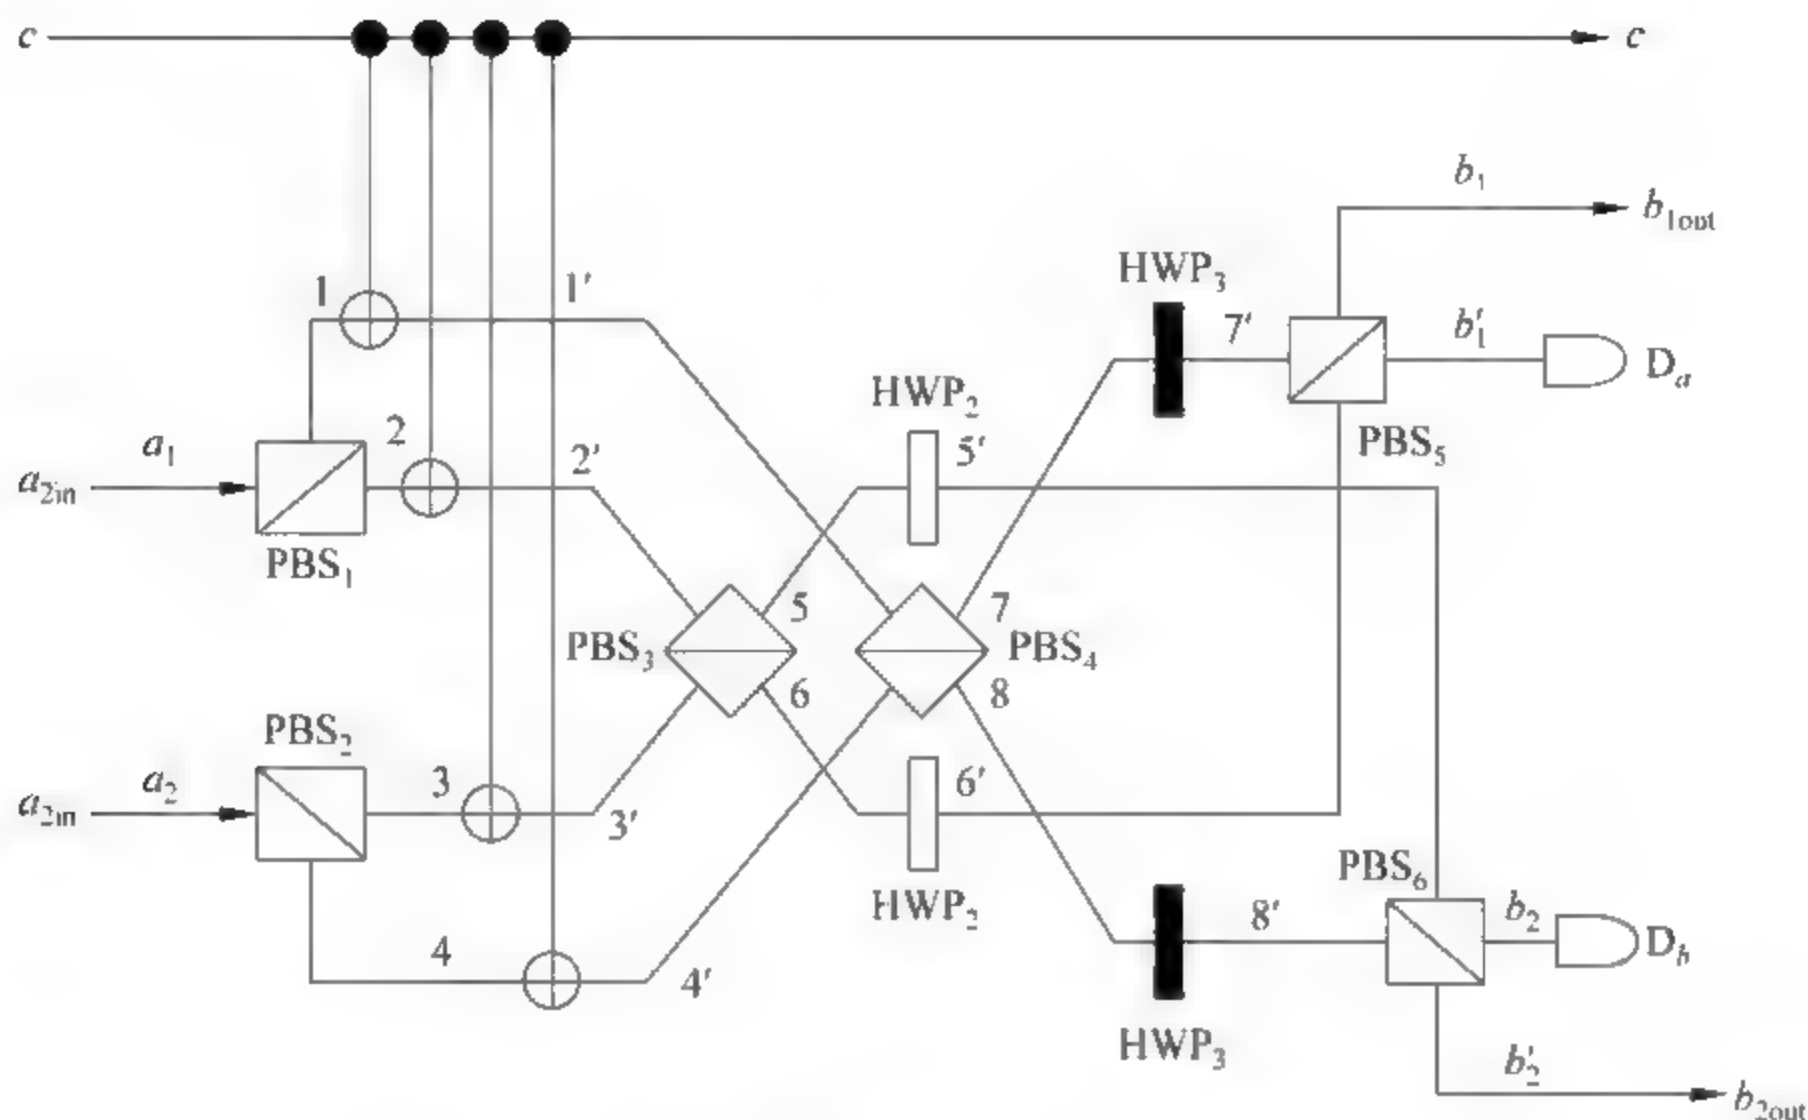 c
c
b₁
b₁out
HWP₃
1
1′
7′
b′₁
Dₐ
HWP₂
a₁
2
2′
5′
PBS₅
a₂in
PBS₁
5
7
PBS₃
PBS₄
6
8
PBS₂
a₂
3
6′
a₂in
3′
PBS₆
HWP₂
b₂
8′
4
D_b
4′
HWP₃
b′₂
b₂out